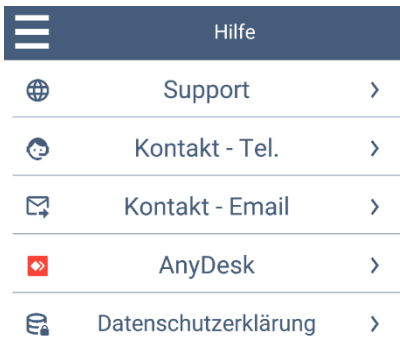 Hilfe
Support
Kontakt - Tel.
Kontakt - Email
AnyDesk
Datenschutzerklärung